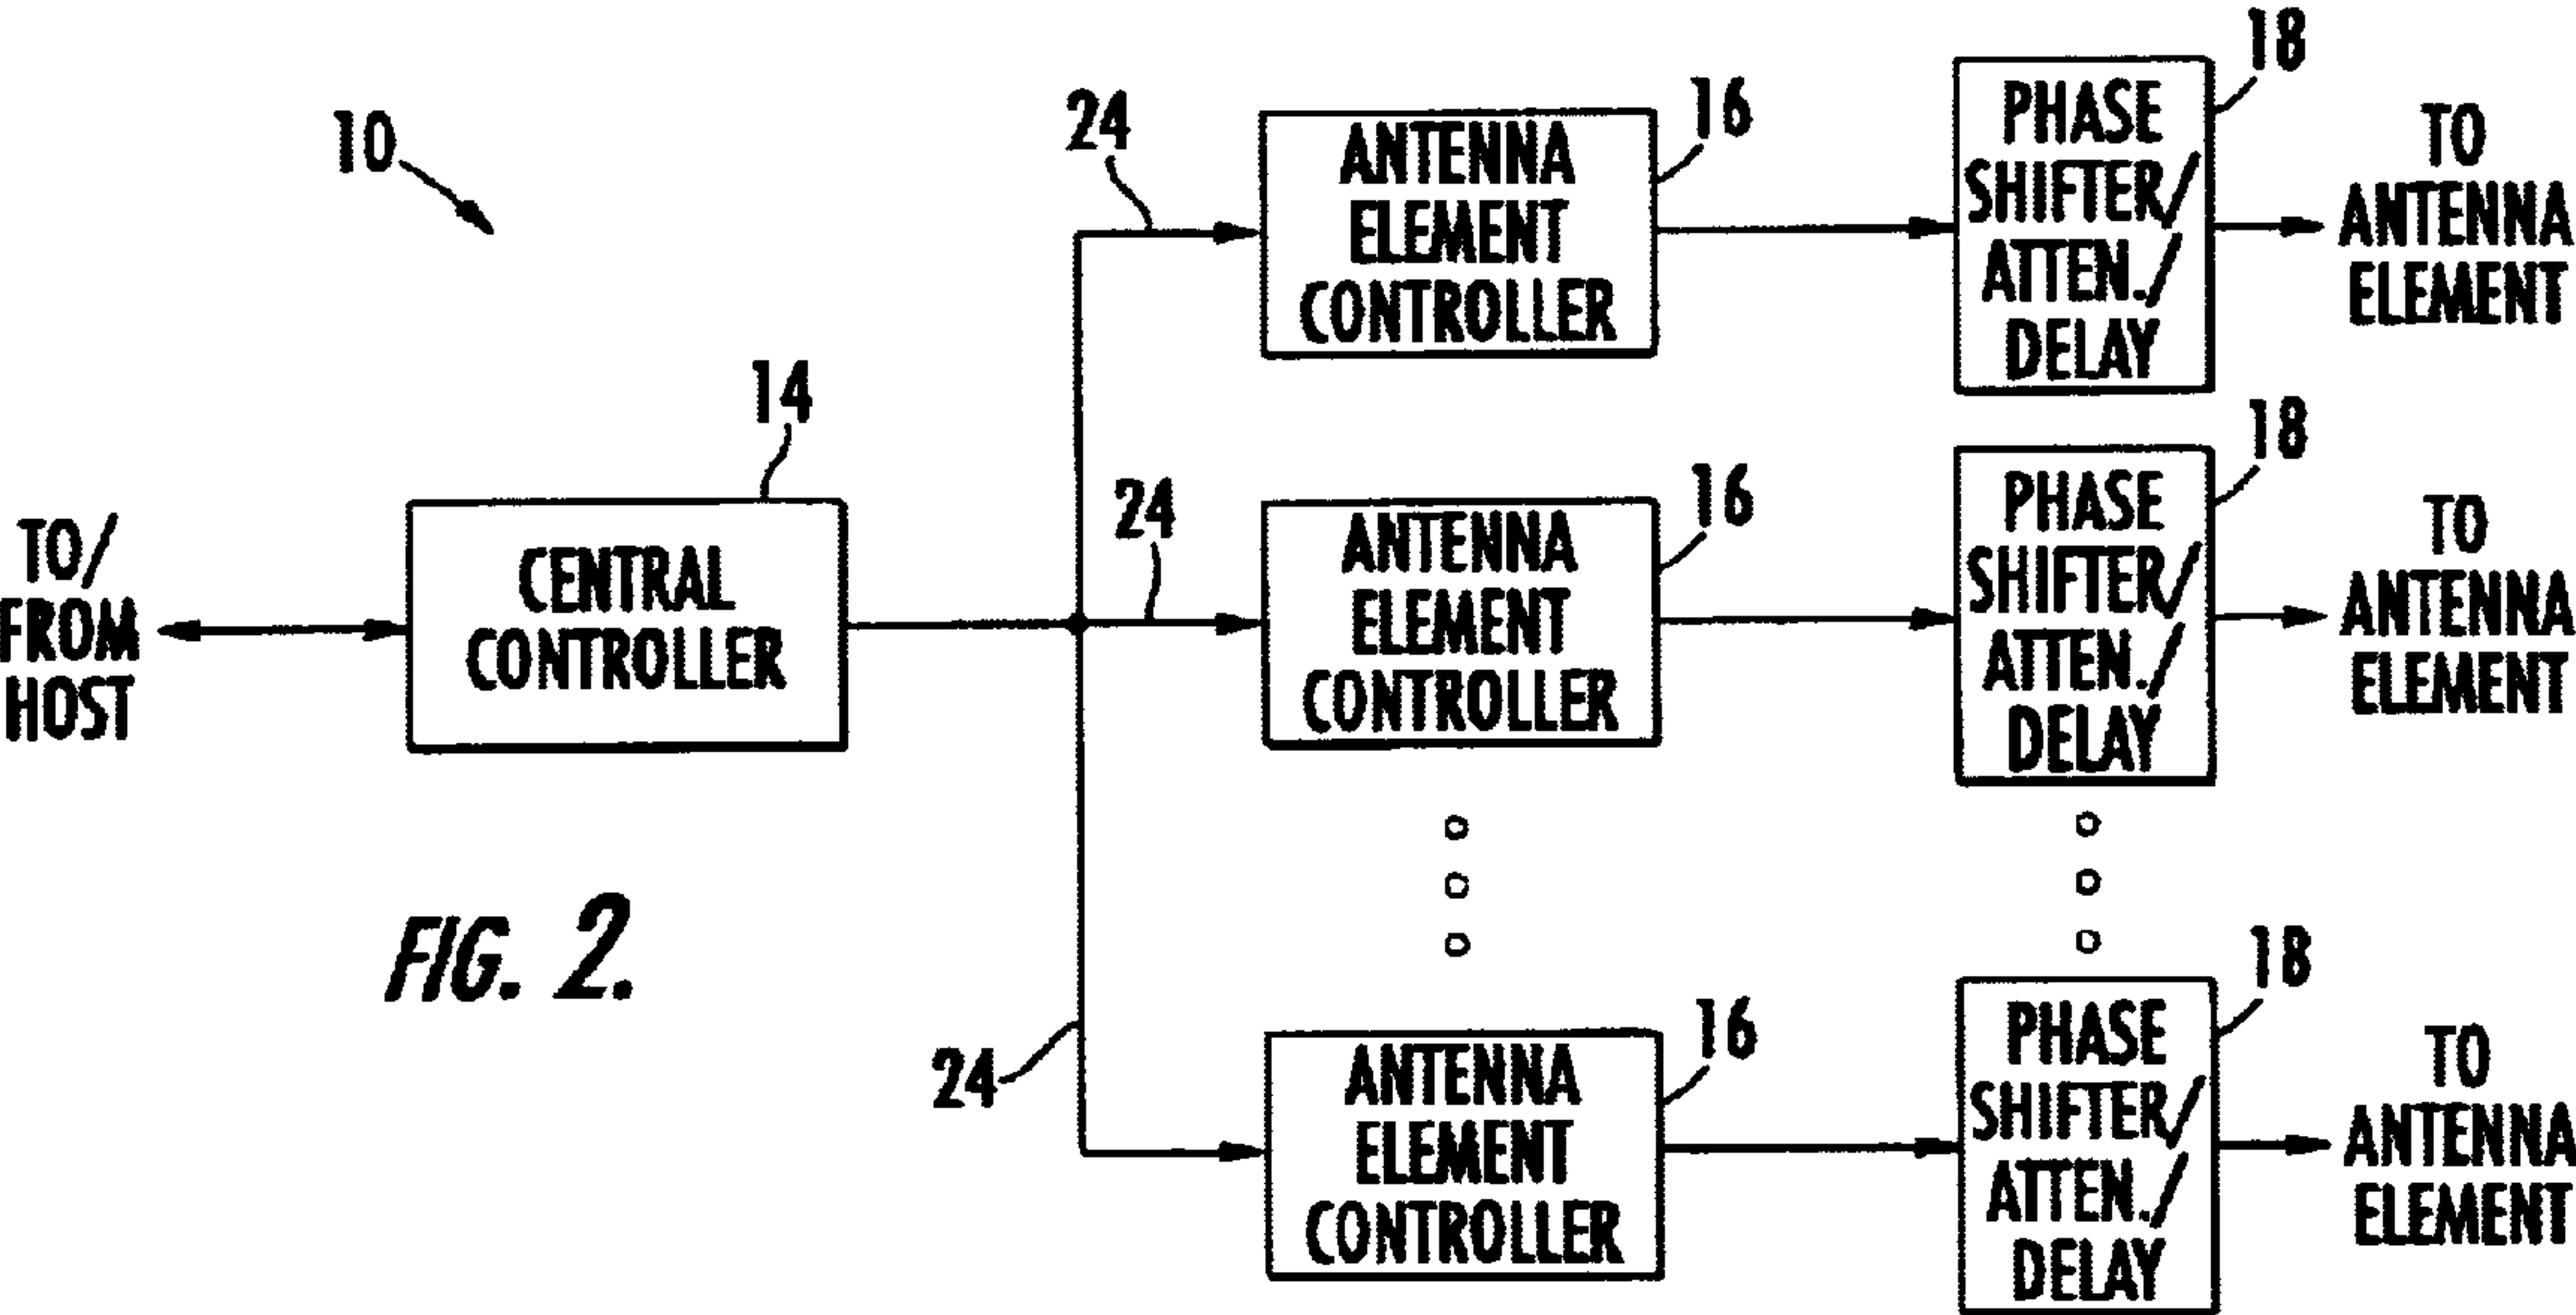 10
TO/
FROM
HOST
14
CENTRAL
CONTROLLER
24
24
24
16
ANTENNA
ELEMENT
CONTROLLER
18
PHASE
SHIFTER/
ATTEN./
DELAY
TO
ANTENNA
ELEMENT
16
ANTENNA
ELEMENT
CONTROLLER
18
PHASE
SHIFTER/
ATTEN./
DELAY
TO
ANTENNA
ELEMENT
16
ANTENNA
ELEMENT
CONTROLLER
18
PHASE
SHIFTER/
ATTEN./
DELAY
TO
ANTENNA
ELEMENT
FIG. 2.